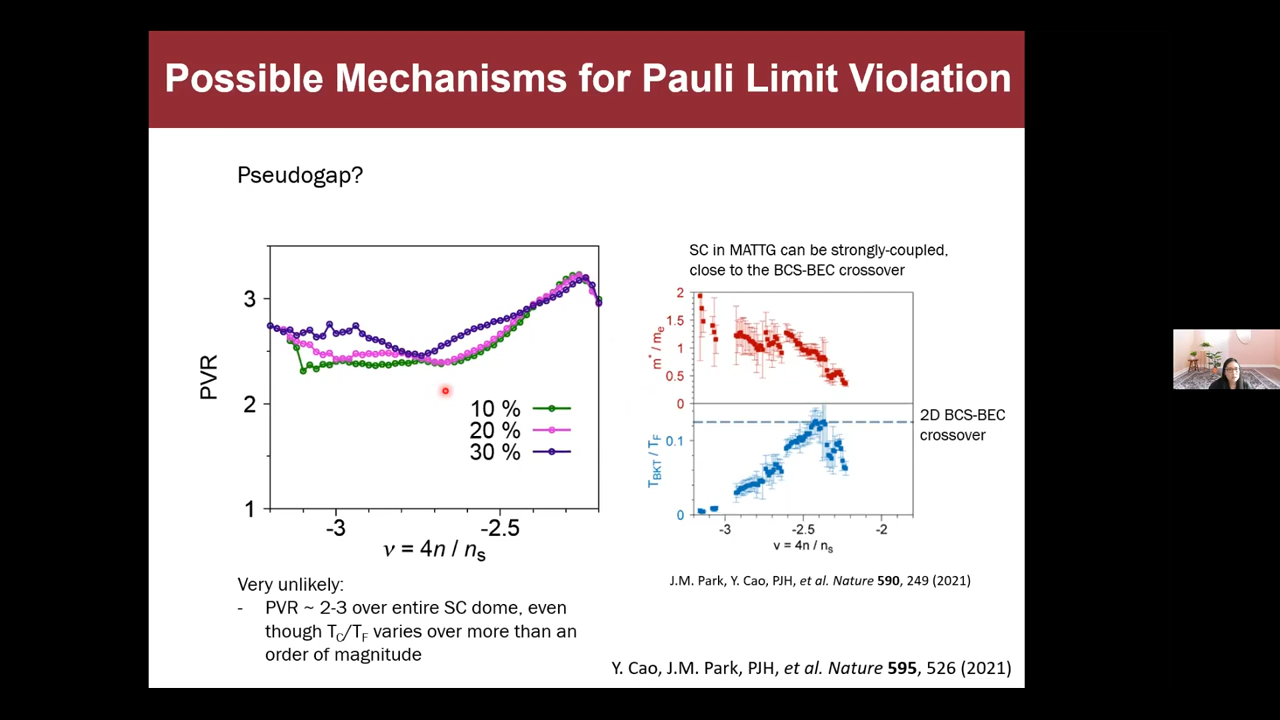 Possible Mechanisms for Pauli Limit Violation
Pseudogap?
PVR
3
2
1
10 %
20 %
30 %
-3
-2.5
ν = 4n / nₛ
SC in MATTG can be strongly-coupled,
close to the BCS-BEC crossover
m* / mₑ
2
1.5
1
0.5
0
T_BKT / T_F
0.1
0
2D BCS-BEC
crossover
-3
-2.5
-2
ν = 4n / nₛ
J.M. Park, Y. Cao, PJH, et al. Nature 590, 249 (2021)
Very unlikely:
- PVR ~ 2-3 over entire SC dome, even
though T_C/T_F varies over more than an
order of magnitude
Y. Cao, J.M. Park, PJH, et al. Nature 595, 526 (2021)